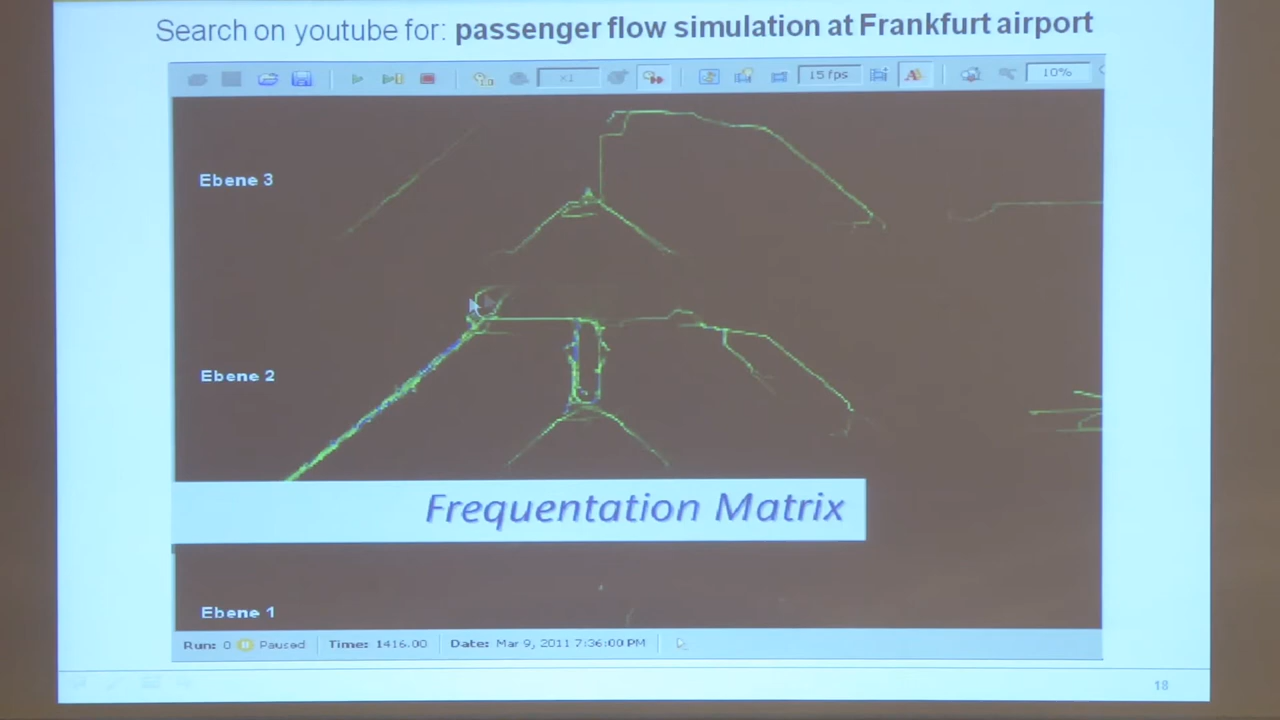 Search on youtube for: passenger flow simulation at Frankfurt airport
x1
15 fps
10%
Ebene 3
Ebene 2
Frequentation Matrix
Ebene 1
Run: 0 Paused Time: 1416.00 Date: Mar 9, 2011 7:36:00 PM
18